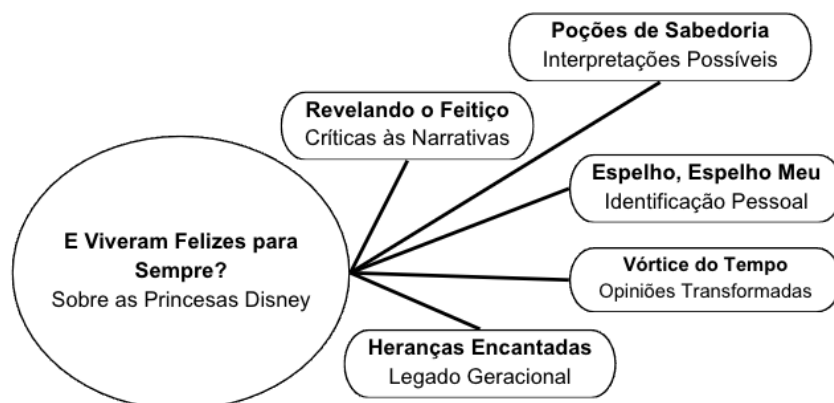 Poções de Sabedoria
Interpretações Possíveis
Revelando o Feitiço
Críticas às Narrativas
Espelho, Espelho Meu
Identificação Pessoal
E Viveram Felizes para
Sempre?
Sobre as Princesas Disney
Vórtice do Tempo
Opiniões Transformadas
Heranças Encantadas
Legado Geracional